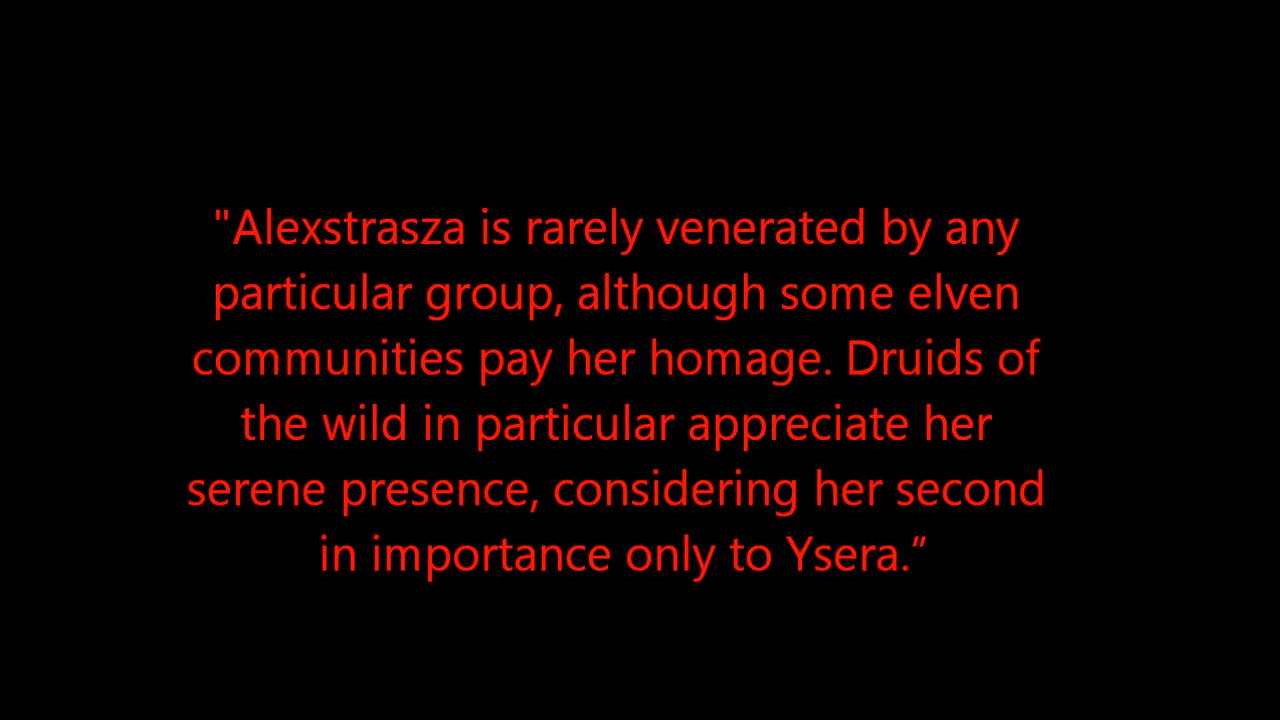 "Alexstrasza is rarely venerated by any
particular group, although some elven
communities pay her homage. Druids of
the wild in particular appreciate her
serene presence, considering her second
in importance only to Ysera.”